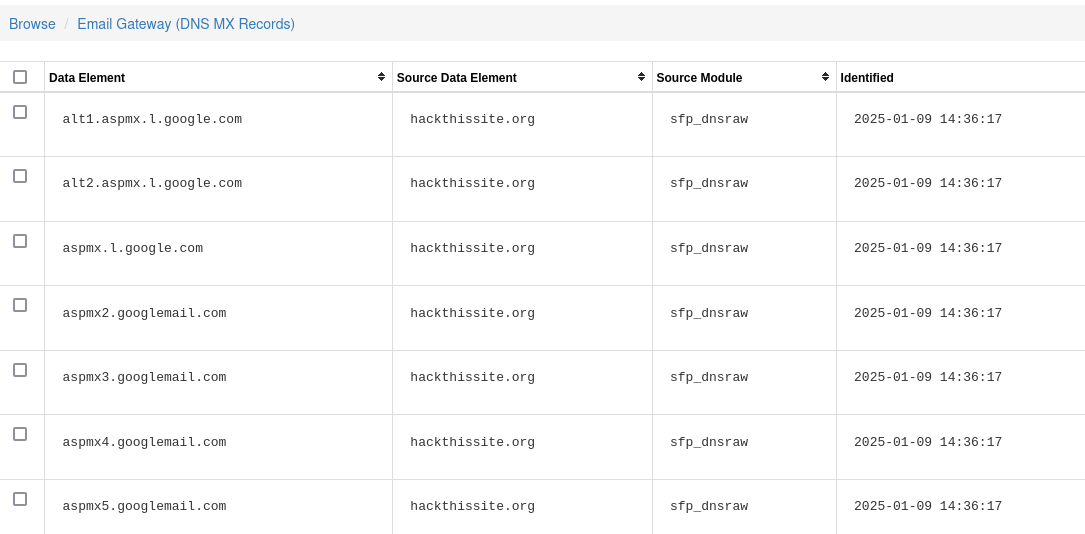 Browse / Email Gateway (DNS MX Records)
Data Element Source Data Element Source Module Identified
alt1.aspmx.l.google.com hackthissite.org sfp_dnsraw 2025-01-09 14:36:17
alt2.aspmx.l.google.com hackthissite.org sfp_dnsraw 2025-01-09 14:36:17
aspmx.l.google.com hackthissite.org sfp_dnsraw 2025-01-09 14:36:17
aspmx2.googlemail.com hackthissite.org sfp_dnsraw 2025-01-09 14:36:17
aspmx3.googlemail.com hackthissite.org sfp_dnsraw 2025-01-09 14:36:17
aspmx4.googlemail.com hackthissite.org sfp_dnsraw 2025-01-09 14:36:17
aspmx5.googlemail.com hackthissite.org sfp_dnsraw 2025-01-09 14:36:17